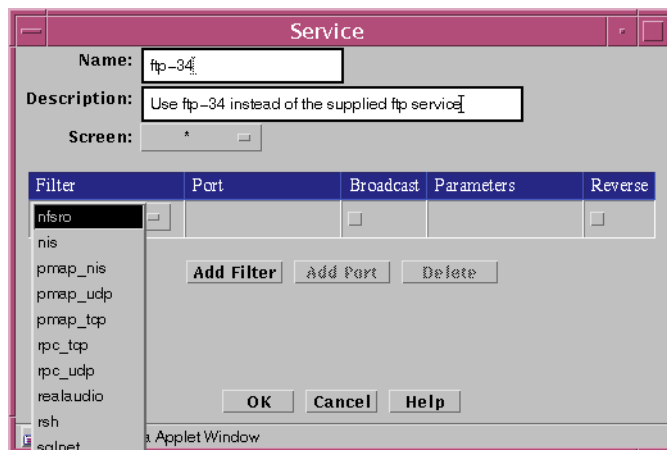 Service
Name: ftp-34
Description: Use ftp-34 instead of the supplied ftp service
Screen: *
Filter Port Broadcast Parameters Reverse
nfsro
nis
pmap_nis
Add Filter Add Port Delete
pmap_udp
pmap_tcp
rpc_tcp
rpc_udp
realaudio
OK Cancel Help
rsh
a Applet Window
sqlnet